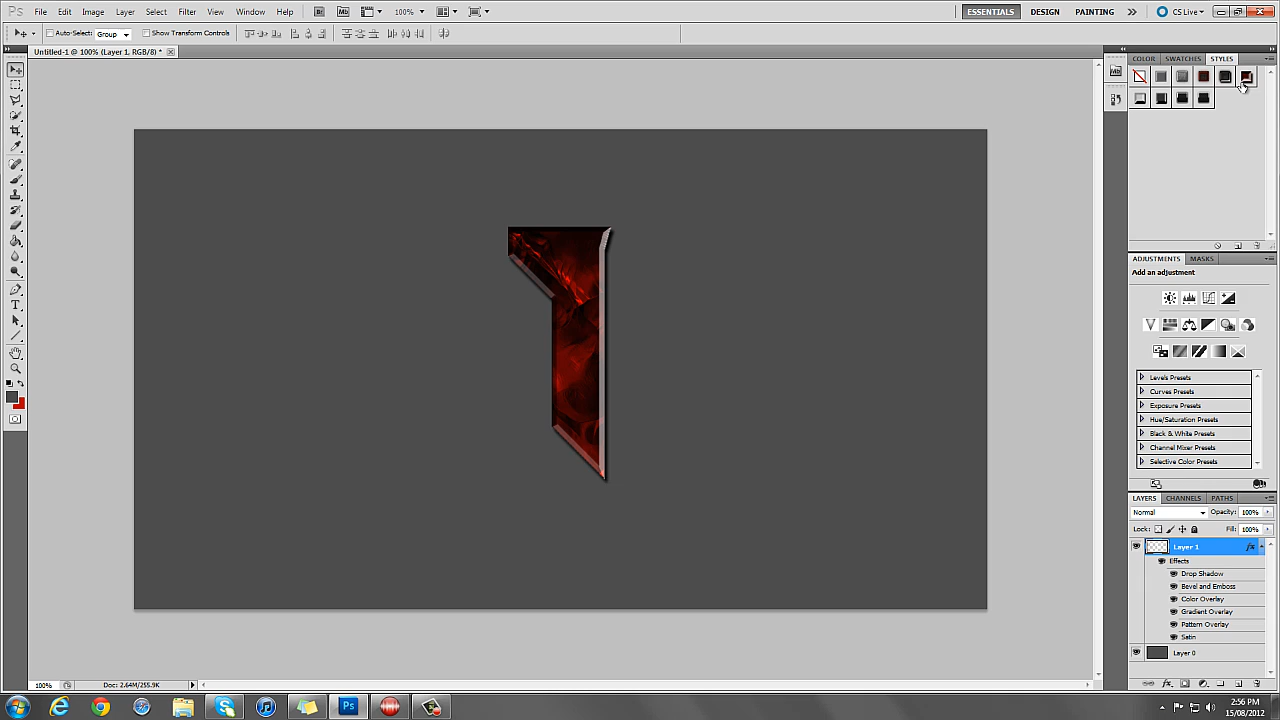 Ps File Edit Image Layer Select Filter View Window Help Br Mb 100% ESSENTIALS DESIGN PAINTING >> CS Live
Auto-Select: Group Show Transform Controls
Untitled-1 @ 100% (Layer 1, RGB/8) *
COLOR SWATCHES STYLES
Mb
ADJUSTMENTS MASKS
Add an adjustment
Levels Presets
Curves Presets
Exposure Presets
Hue/Saturation Presets
Black & White Presets
Channel Mixer Presets
Selective Color Presets
LAYERS CHANNELS PATHS
Normal Opacity: 100%
Lock: Fill: 100%
Layer 1 fx
Effects
Drop Shadow
Bevel and Emboss
Color Overlay
Gradient Overlay
Pattern Overlay
Satin
Layer 0
100% Doc: 2.64M/255.9K
2:56 PM
15/08/2012